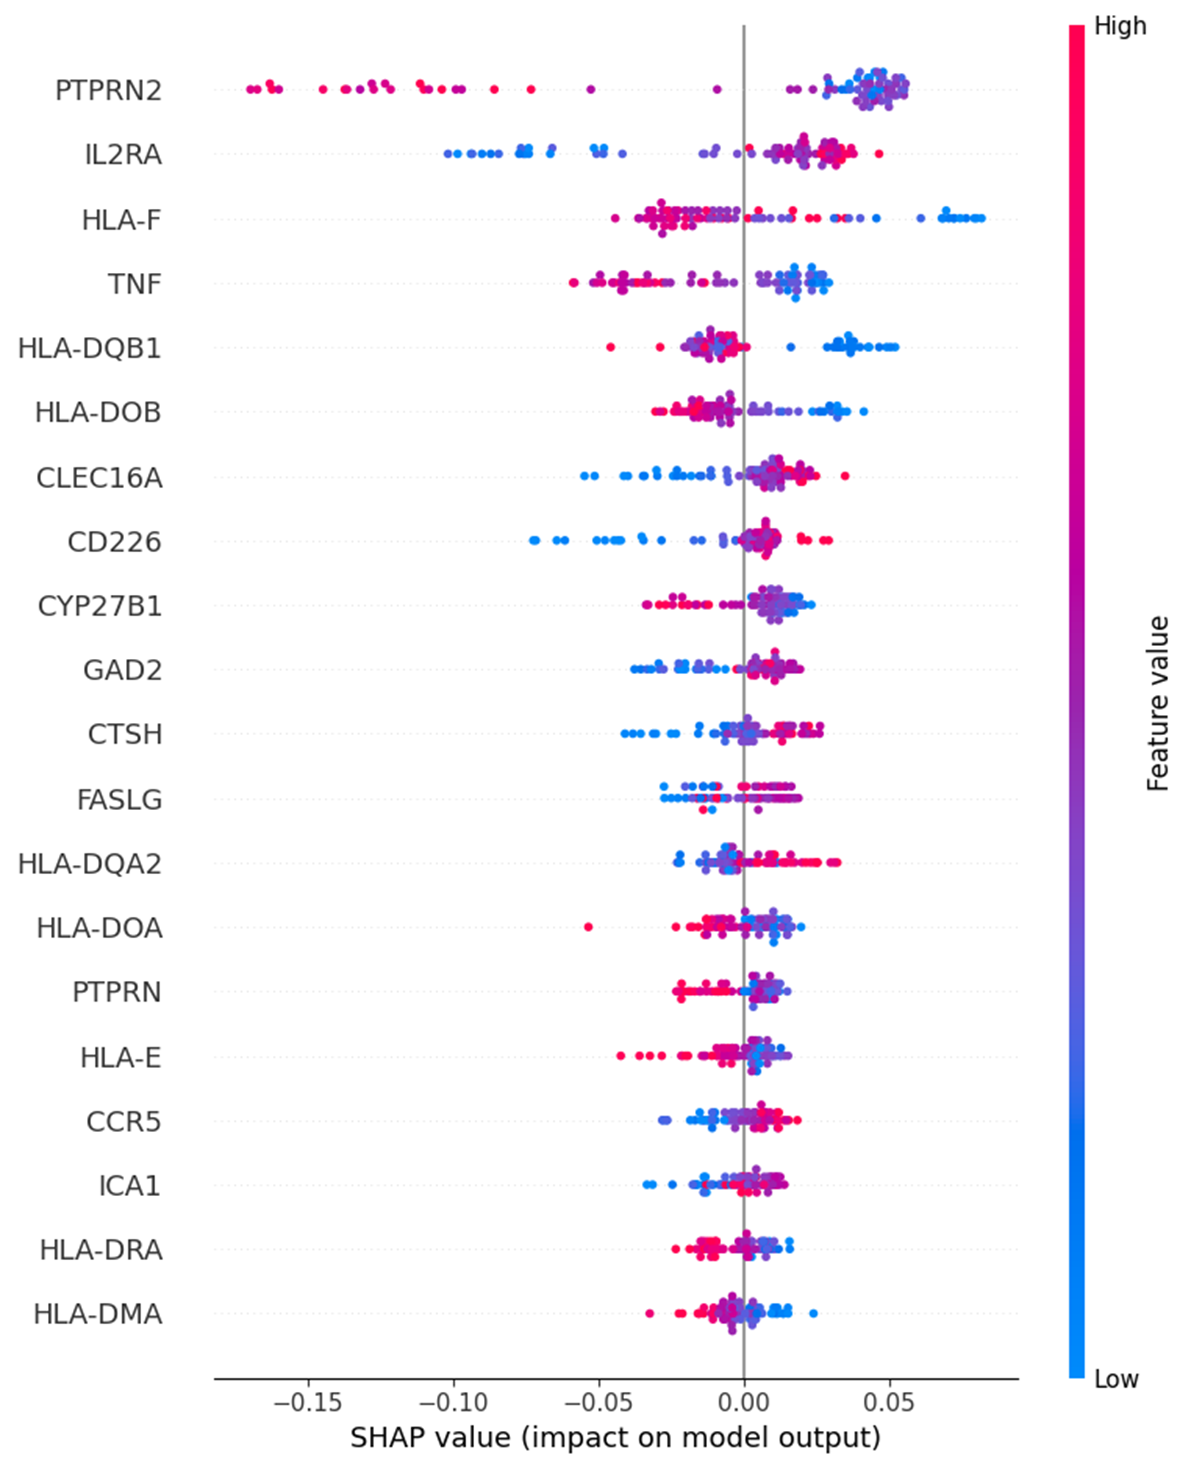 High
PTPRN2
IL2RA
HLA-F
TNF
HLA-DQB1
HLA-DOB
CLEC16A
CD226
CYP27B1
GAD2
CTSH
FASLG
HLA-DQA2
HLA-DOA
PTPRN
HLA-E
CCR5
ICA1
HLA-DRA
HLA-DMA
Feature value
Low
−0.15 −0.10 −0.05 0.00 0.05
SHAP value (impact on model output)